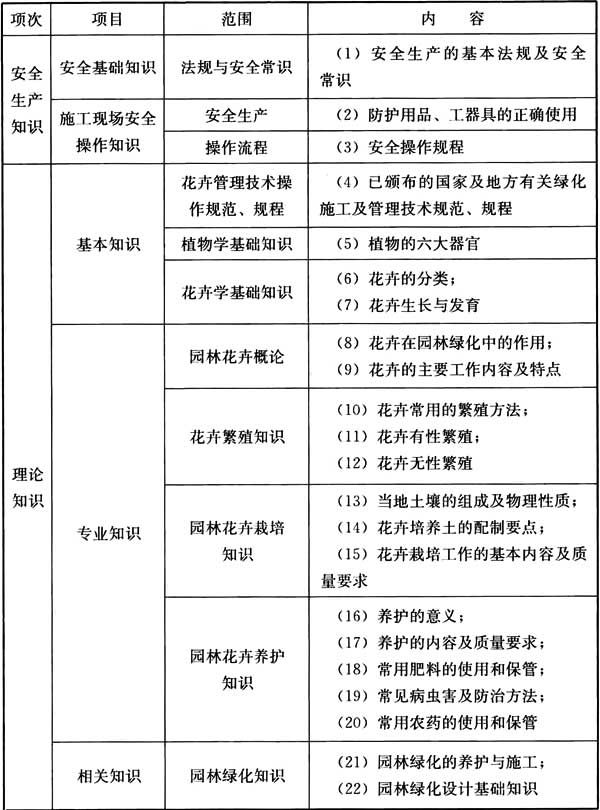 项次 项目 范围 内 容
安全
生产
知识
安全基础知识
法规与安全常识
(1) 安全生产的基本法规及安全
常识
施工现场安全
操作知识
安全生产
(2) 防护用品、工器具的正确使用
操作流程
(3) 安全操作规程
理论
知识
基本知识
花卉管理技术操
作规范、规程
(4) 已颁布的国家及地方有关绿化
施工及管理技术规范、规程
植物学基础知识
(5) 植物的六大器官
花卉学基础知识
(6) 花卉的分类；
(7) 花卉生长与发育
专业知识
园林花卉概论
(8) 花卉在园林绿化中的作用；
(9) 花卉的主要工作内容及特点
花卉繁殖知识
(10) 花卉常用的繁殖方法；
(11) 花卉有性繁殖；
(12) 花卉无性繁殖
园林花卉栽培
知识
(13) 当地土壤的组成及物理性质；
(14) 花卉培养土的配制要点；
(15) 花卉栽培工作的基本内容及质
量要求
园林花卉养护
知识
(16) 养护的意义；
(17) 养护的内容及质量要求；
(18) 常用肥料的使用和保管；
(19) 常见病虫害及防治方法；
(20) 常用农药的使用和保管
相关知识
园林绿化知识
(21) 园林绿化的养护与施工；
(22) 园林绿化设计基础知识